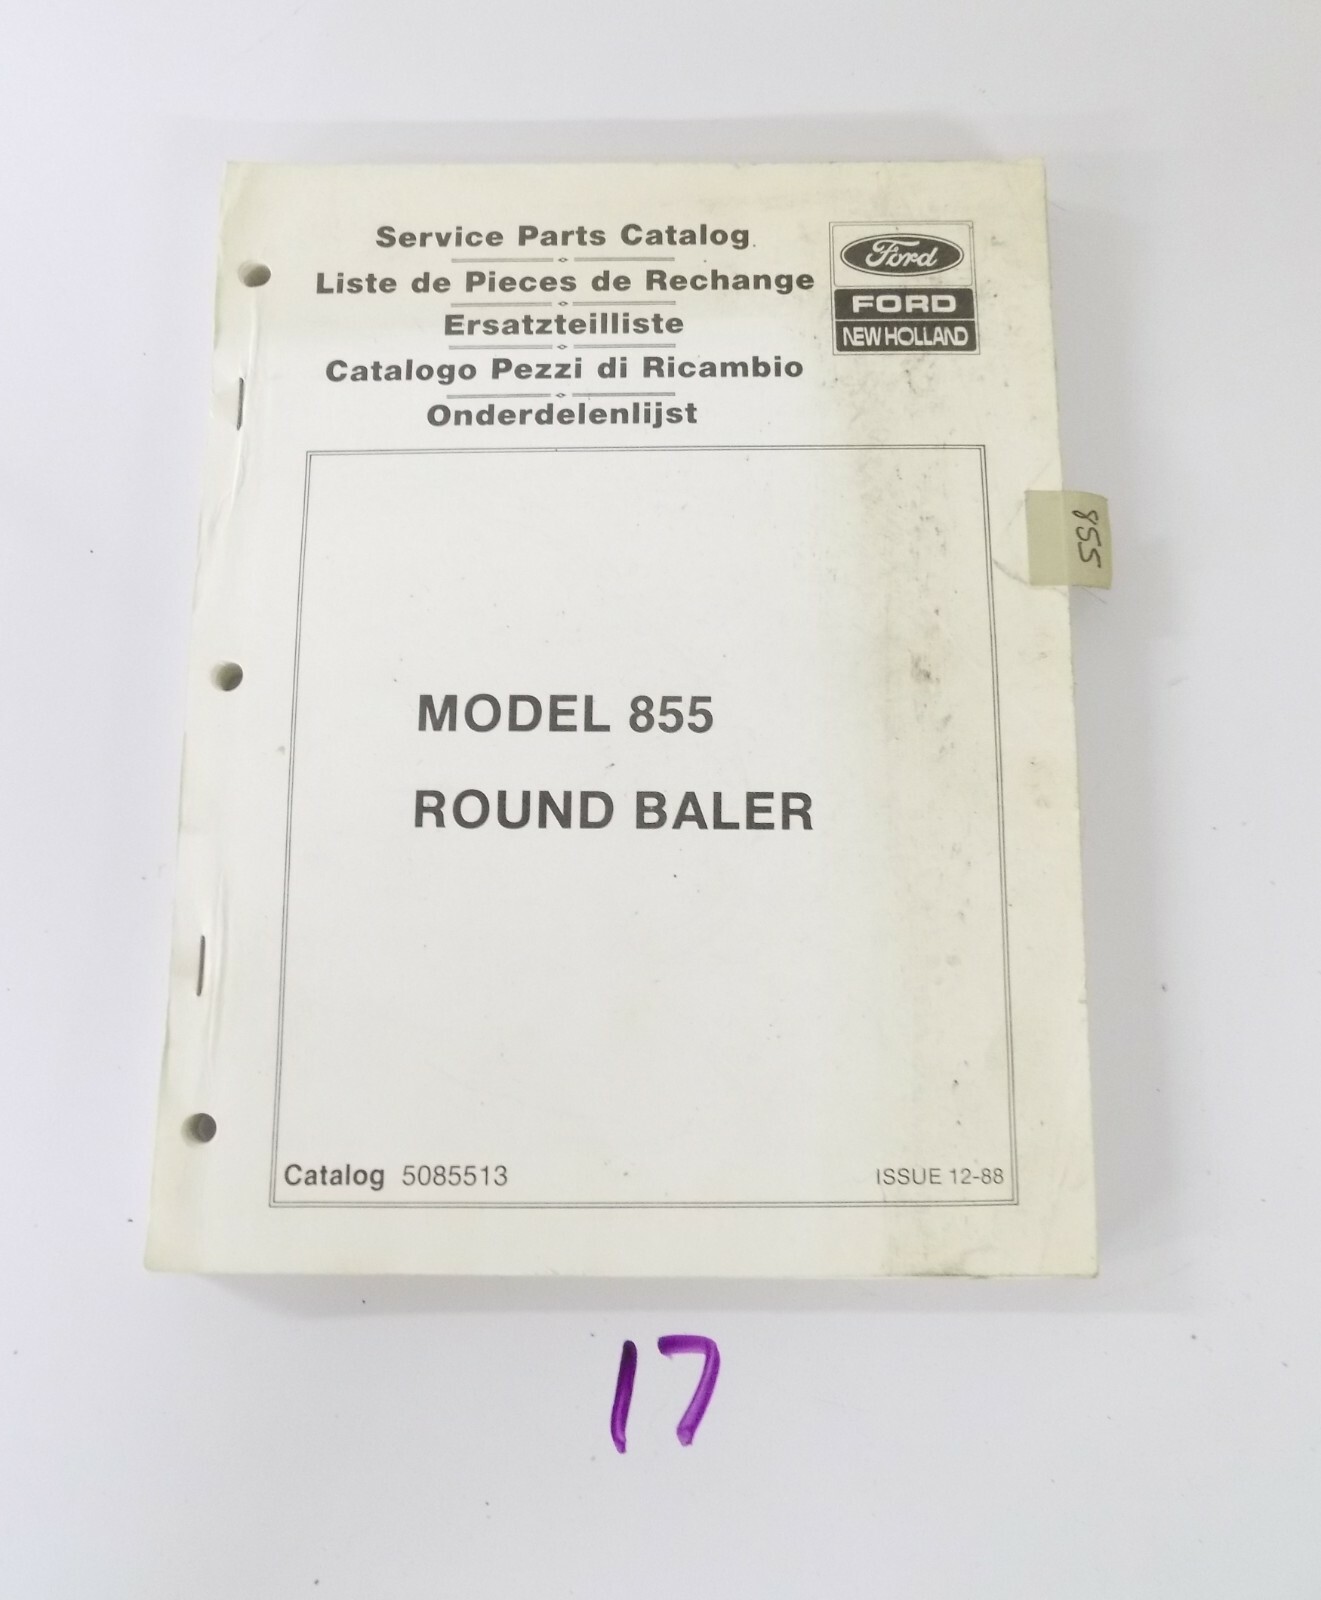 Service Parts Catalog
Liste de Pieces de Rechange
Ersatzteilliste
Catalogo Pezzi di Ricambio
Onderdelenlijst
Ford
FORD
NEW HOLLAND
855
MODEL 855
ROUND BALER
Catalog 5085513
ISSUE 12-88
17